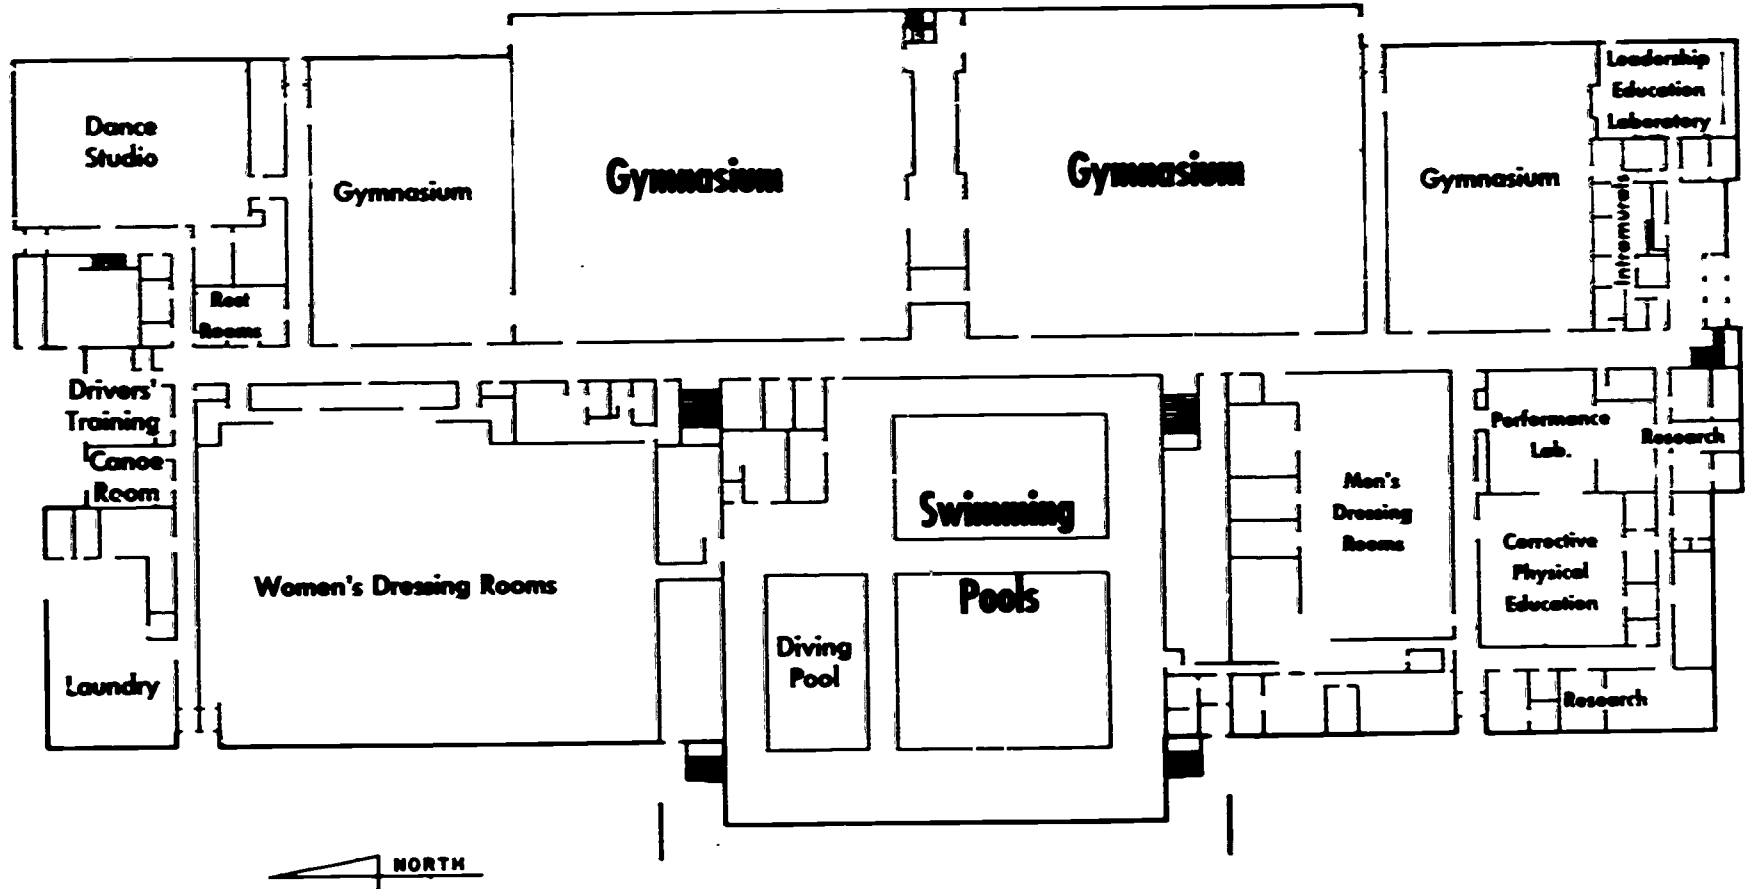 Dance
Studio
Gymnasium
Gymnasium
Gymnasium
Gymnasium
Leadership
Education
Laboratory
Intramurals
Rest
Rooms
Drivers'
Training
Canoe
Room
Laundry
Women's Dressing Rooms
Swimming
Pools
Diving
Pool
Men's
Dressing
Rooms
Performance
Lab.
Research
Corrective
Physical
Education
Research
NORTH